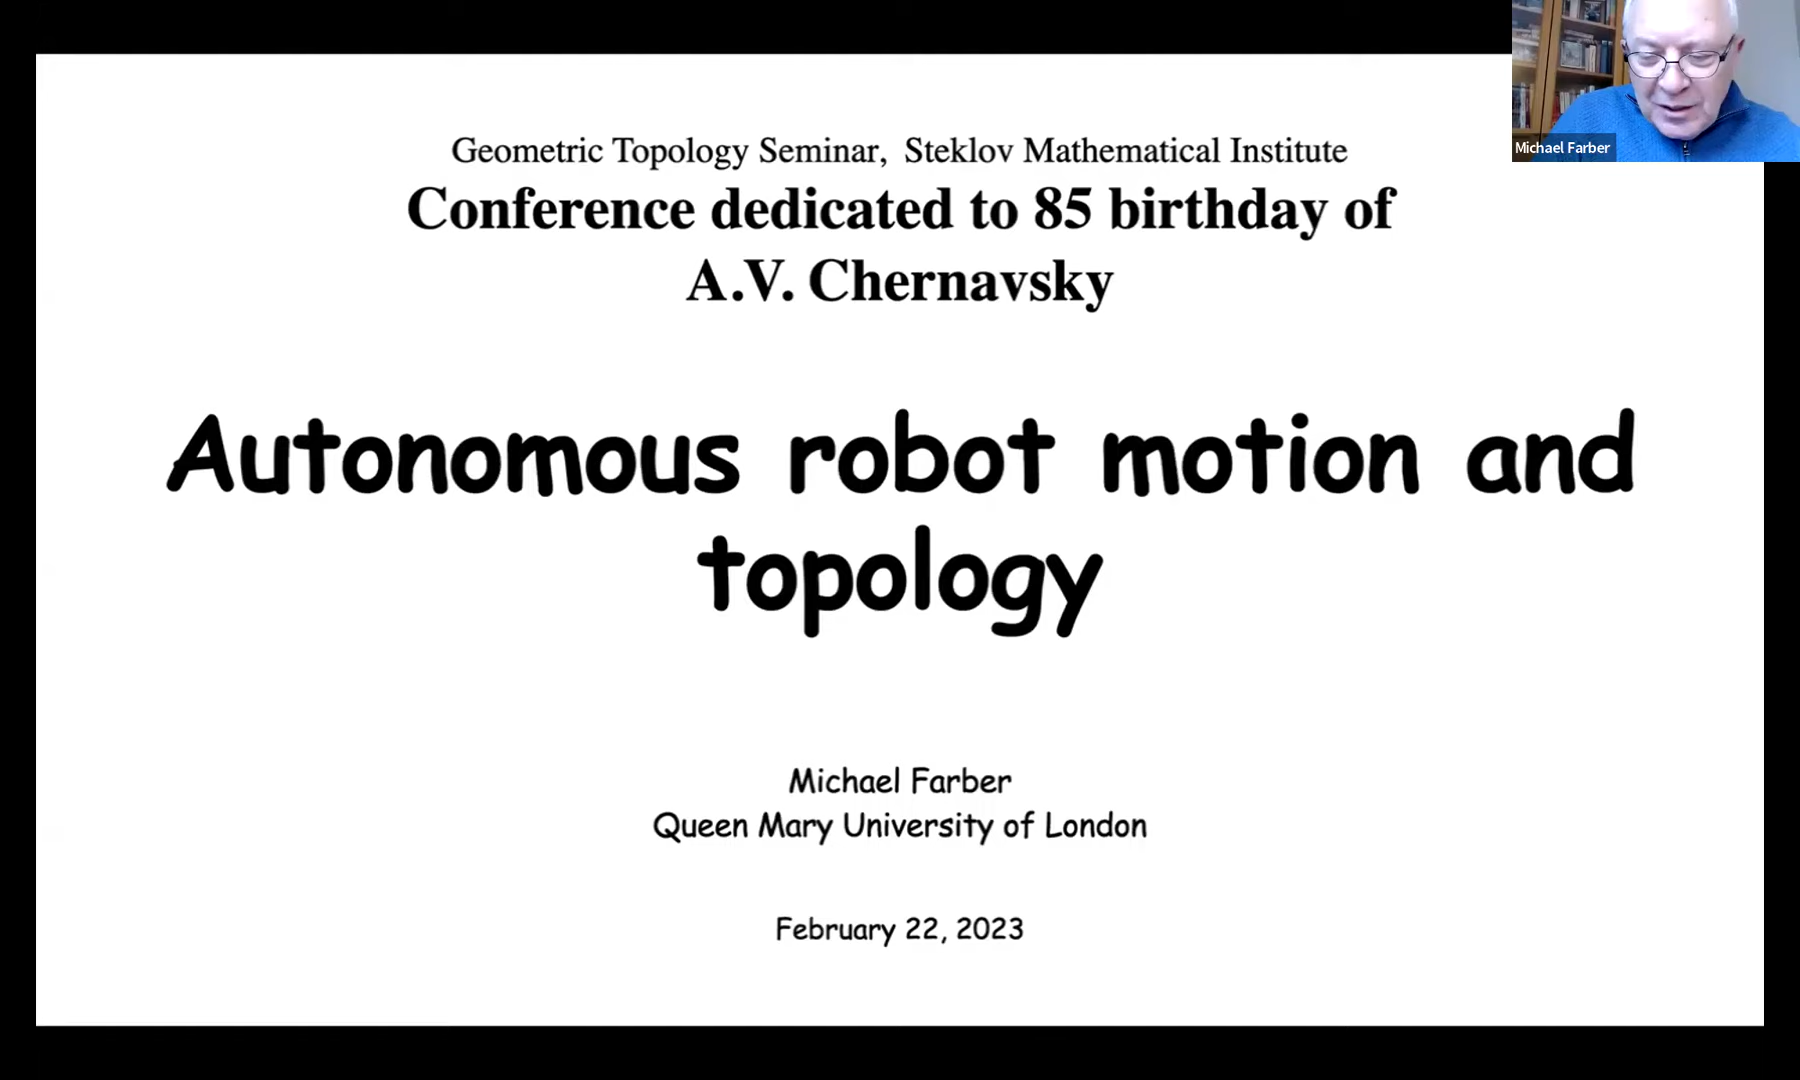 Geometric Topology Seminar, Steklov Mathematical Institute
Conference dedicated to 85 birthday of
A.V. Chernavsky
Autonomous robot motion and
topology
Michael Farber
Queen Mary University of London
February 22, 2023
Michael Farber